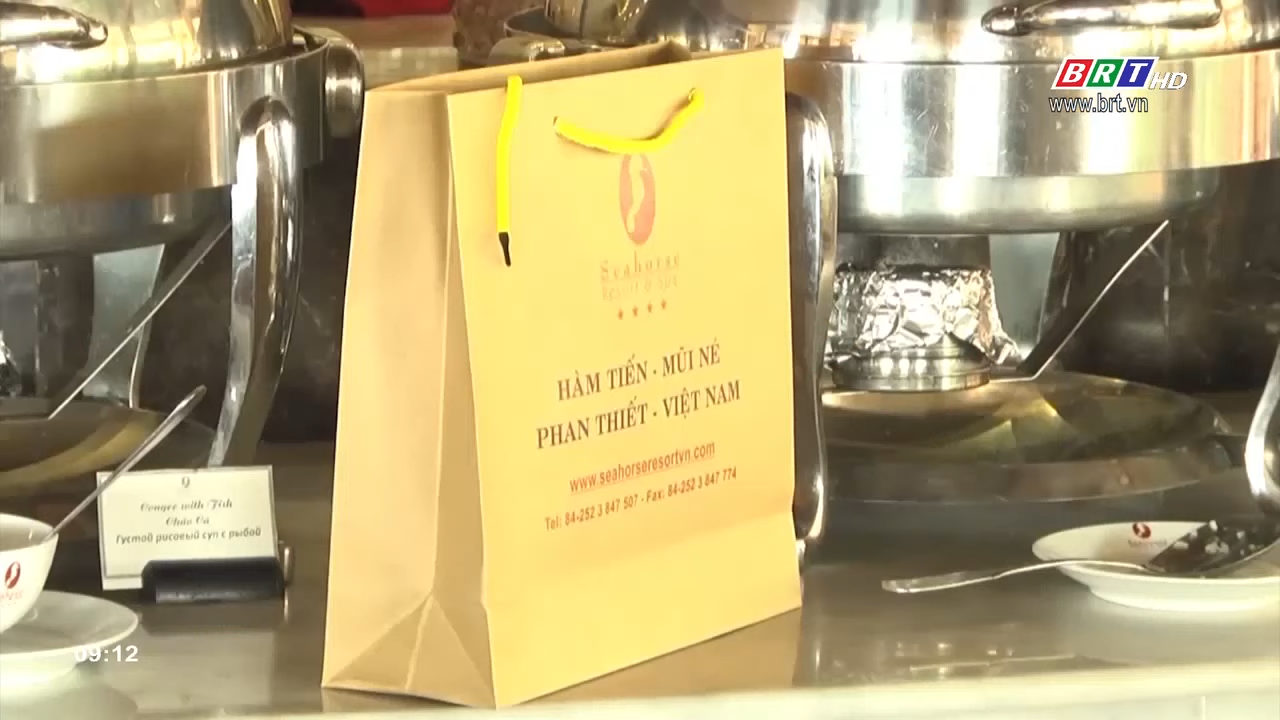 BRT HD
www.brt.vn
Seahorse
Resort & Spa
HÀM TIẾN - MŨI NÉ
PHAN THIẾT - VIỆT NAM
www.seahorseresortvn.com
Tel: 84-252 3 847 507 - Fax: 84-252 3 847 774
Congee with Fish
Cháo Cá
Густой рисовый суп с рыбой
09:12